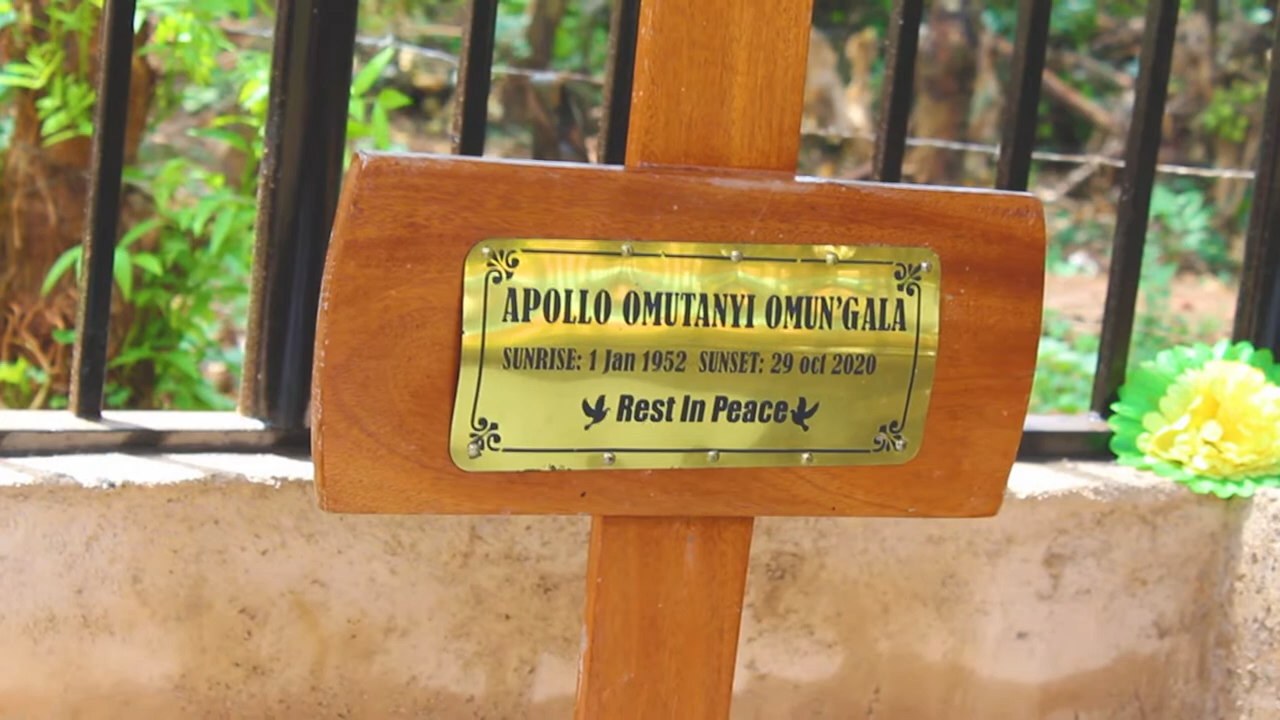 APOLLO OMUTANYI OMUN'GALA
SUNRISE: 1 Jan 1952 SUNSET: 29 oct 2020
Rest In Peace